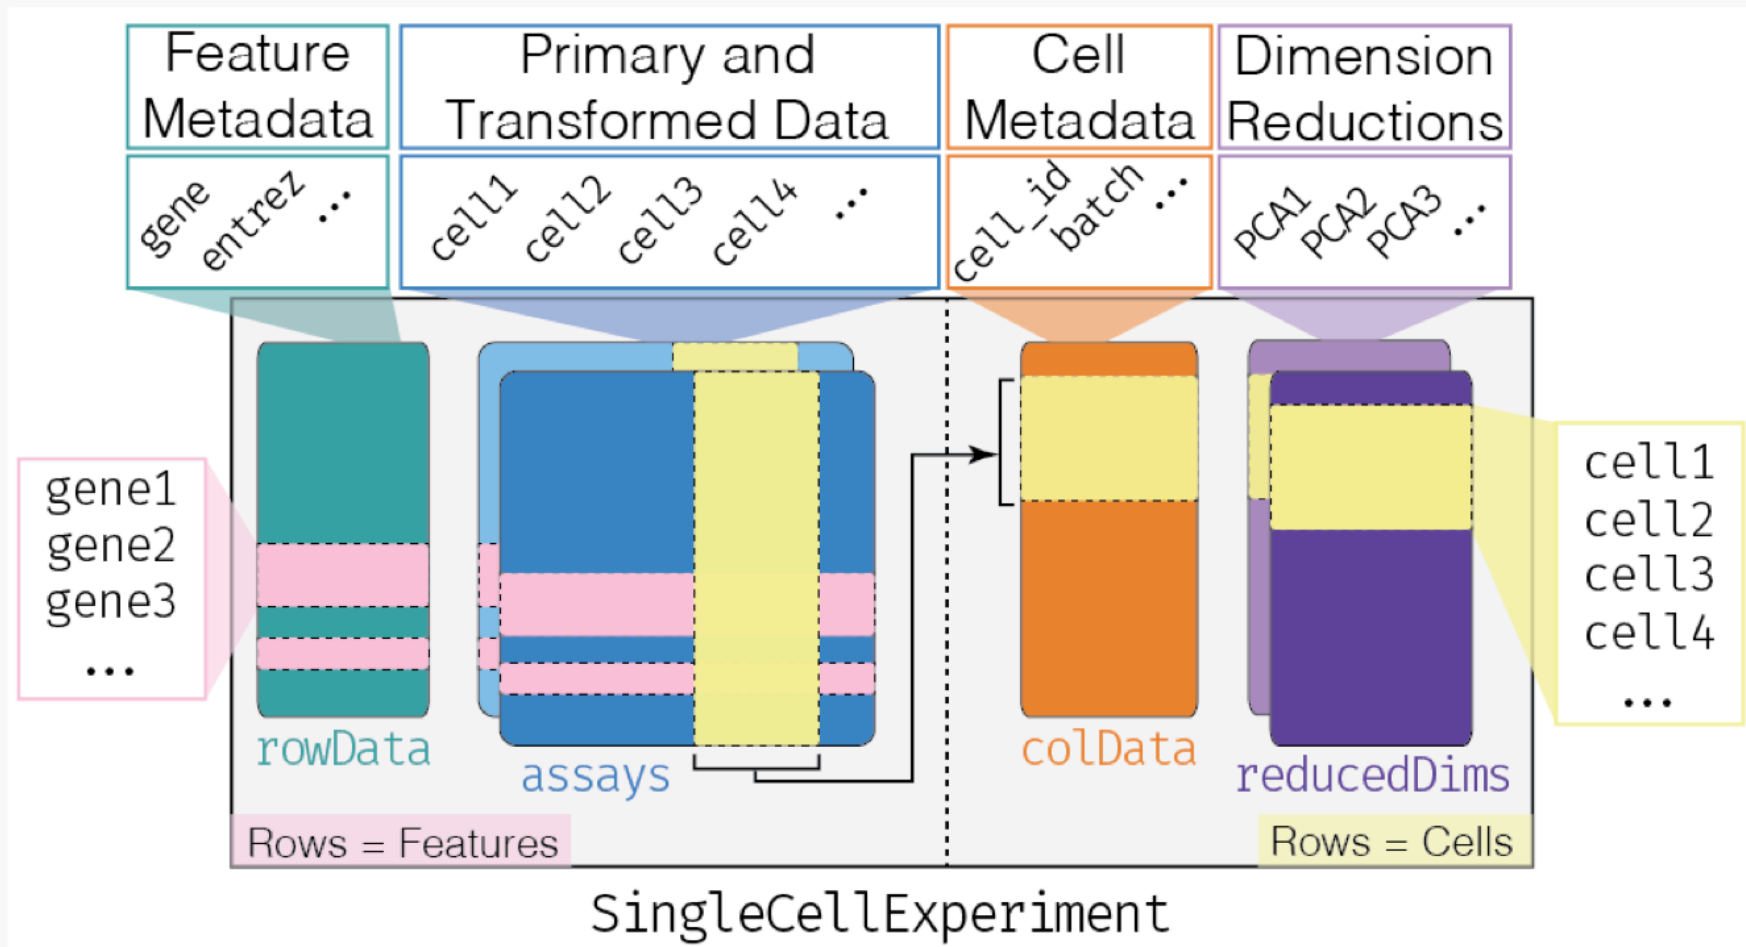 Feature
Metadata
Primary and
Transformed Data
Cell
Metadata
Dimension
Reductions
gene
entrez
...
cell1
cell2
cell3
cell4
...
cell_id
batch
...
PCA1
PCA2
PCA3
...
gene1
gene2
gene3
...
cell1
cell2
cell3
cell4
...
rowData
assays
colData
reducedDims
Rows = Features
Rows = Cells
SingleCellExperiment